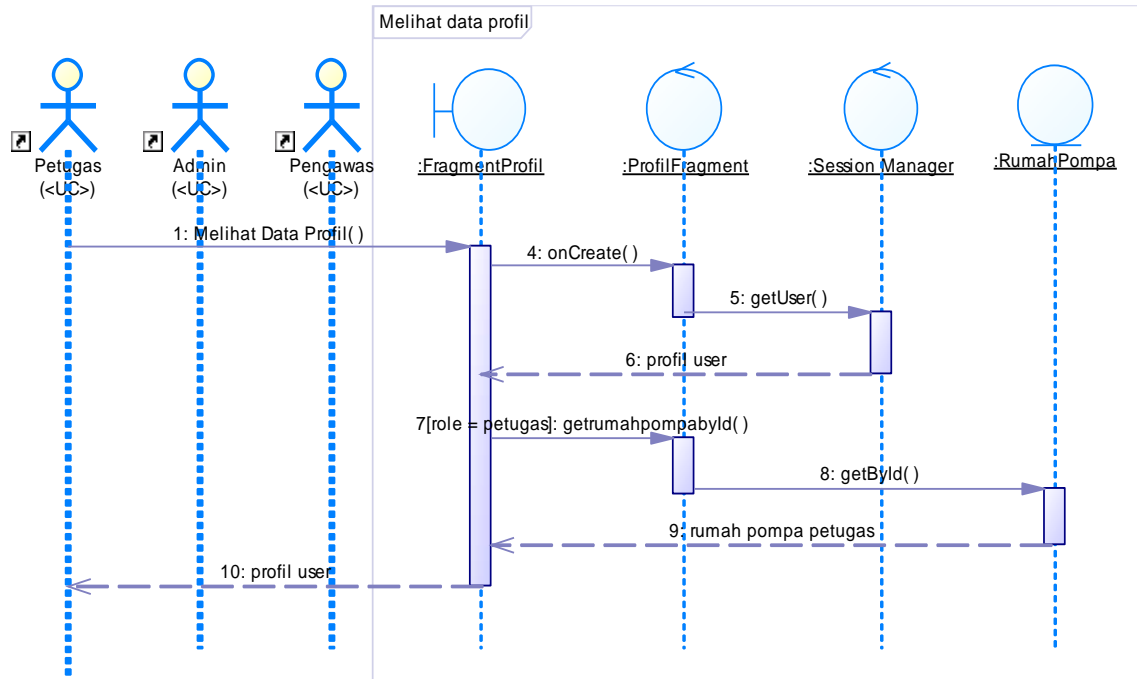 Melihat data profil
Petugas
(<UC>)
Admin
(<UC>)
Pengawas
(<UC>)
:FragmentProfil
:ProfilFragment
:Session Manager
:RumahPompa
1: Melihat Data Profil( )
4: onCreate( )
5: getUser( )
6: profil user
7[role = petugas]: getrumahpompabyId( )
8: getById( )
9: rumah pompa petugas
10: profil user